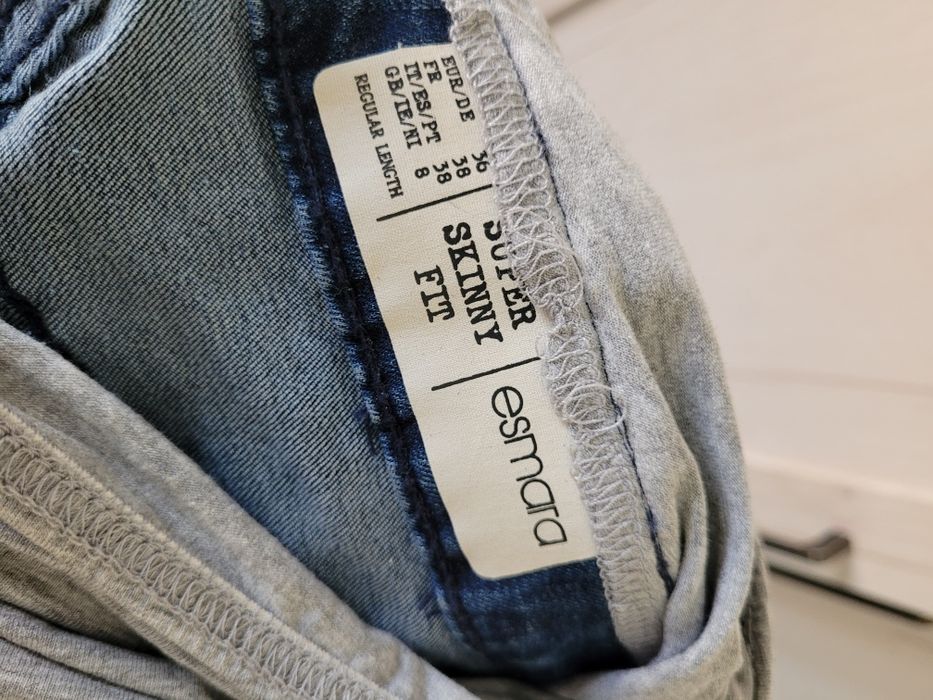 EUR/DE 36
FR 38
IT/ES/PT 38
GB/IE/NI 8
REGULAR LENGTH
SUPER
SKINNY
FIT
esmara